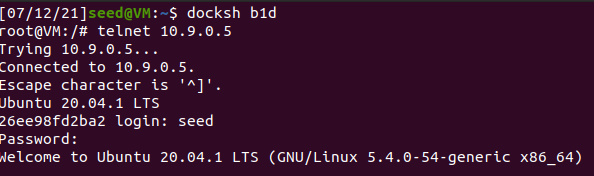 [07/12/21]seed@VM:~$ docksh b1d
root@VM:/# telnet 10.9.0.5
Trying 10.9.0.5...
Connected to 10.9.0.5.
Escape character is '^]'.
Ubuntu 20.04.1 LTS
26ee98fd2ba2 login: seed
Password:
Welcome to Ubuntu 20.04.1 LTS (GNU/Linux 5.4.0-54-generic x86_64)